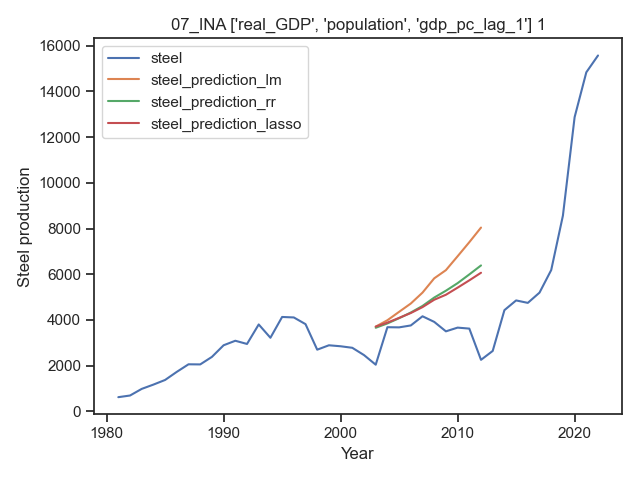 07_INA ['real_GDP', 'population', 'gdp_pc_lag_1'] 1
steel
steel_prediction_lm
steel_prediction_rr
steel_prediction_lasso
Steel production
16000
14000
12000
10000
8000
6000
4000
2000
0
1980 1990 2000 2010 2020
Year